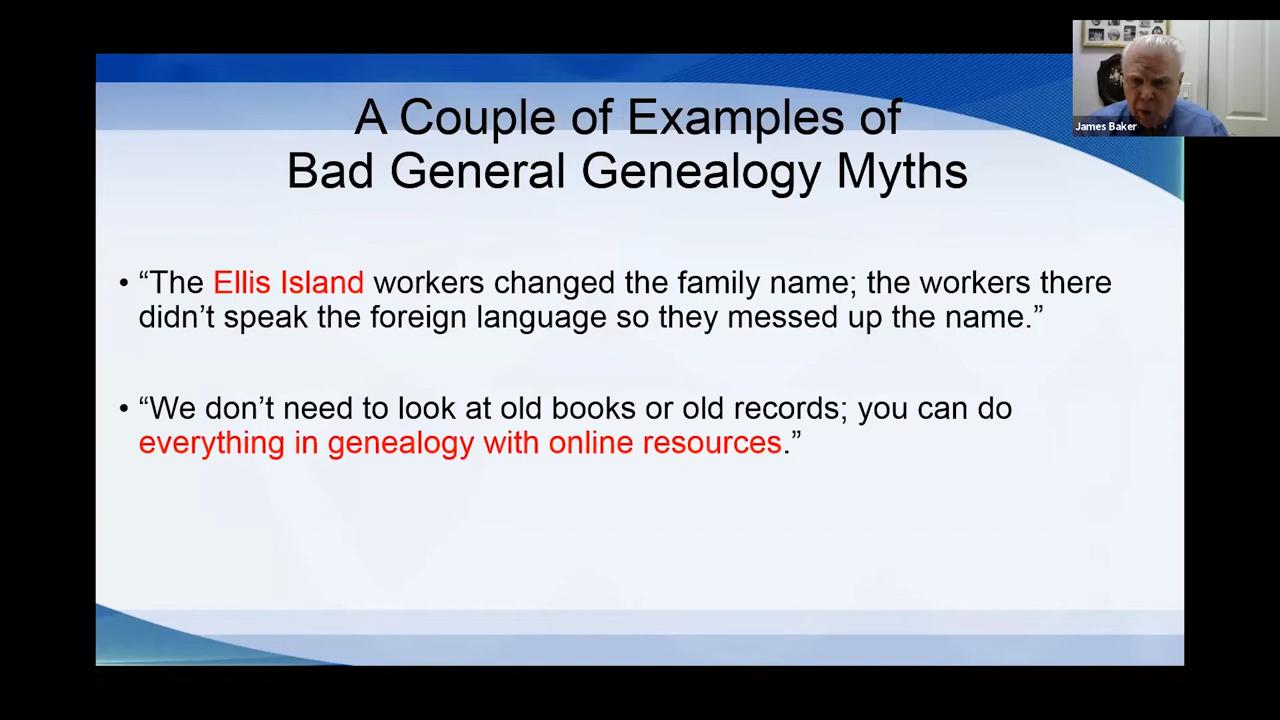 A Couple of Examples of
Bad General Genealogy Myths
James Baker
• “The Ellis Island workers changed the family name; the workers there
didn’t speak the foreign language so they messed up the name.”
• “We don’t need to look at old books or old records; you can do
everything in genealogy with online resources.”